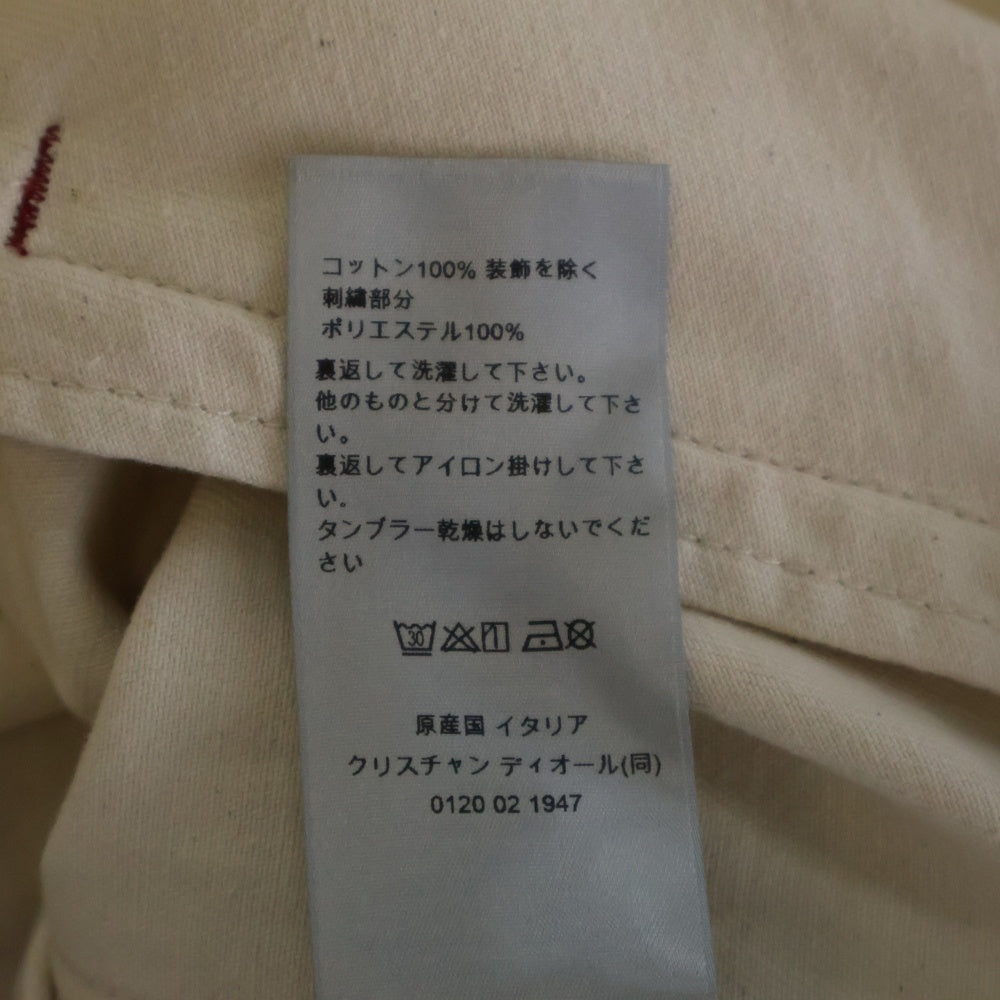 コットン100% 装飾を除く
刺繍部分
ポリエステル100%
裏返して洗濯して下さい。
他のものと分けて洗濯して下さ
い。
裏返してアイロン掛けして下さ
い.
タンブラー乾燥はしないでくだ
さい
30
原産国 イタリア
クリスチャン ディオール(同)
0120 02 1947